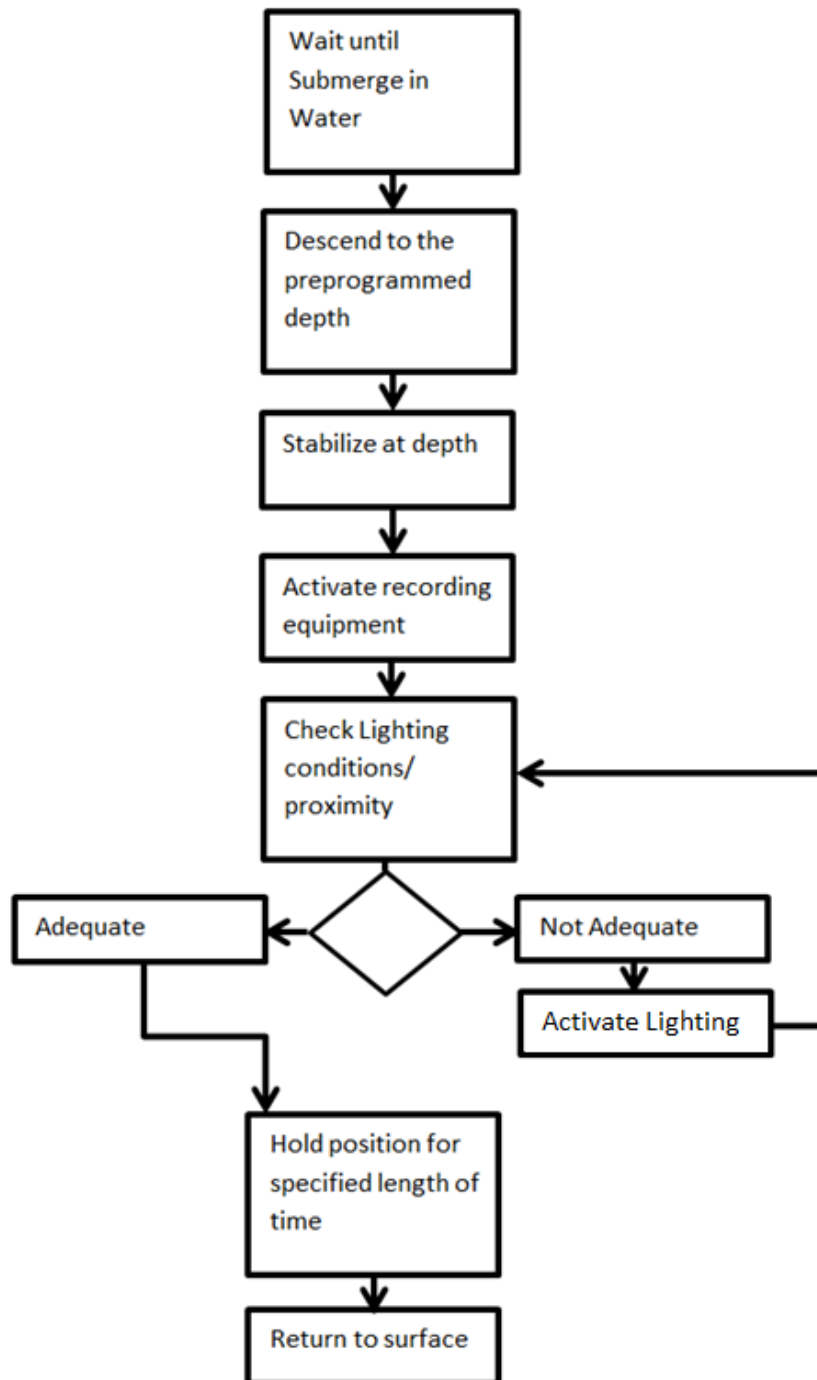 Wait until
Submerge in
Water
Descend to the
preprogrammed
depth
Stabilize at depth
Activate recording
equipment
Check Lighting
conditions/
proximity
Adequate
Not Adequate
Activate Lighting
Hold position for
specified length of
time
Return to surface